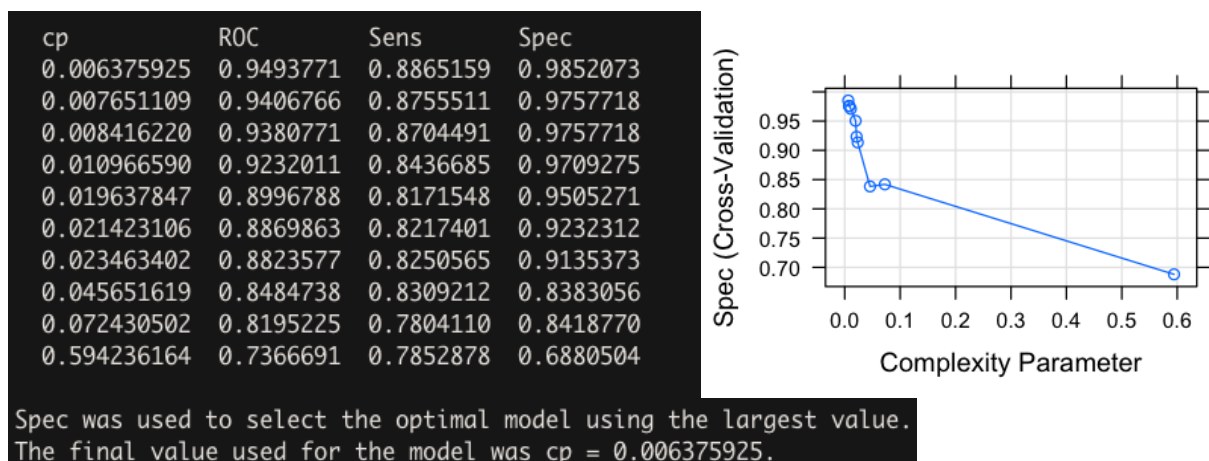 cp ROC Sens Spec
0.006375925 0.9493771 0.8865159 0.9852073
0.007651109 0.9406766 0.8755511 0.9757718
0.008416220 0.9380771 0.8704491 0.9757718
0.010966590 0.9232011 0.8436685 0.9709275
0.019637847 0.8996788 0.8171548 0.9505271
0.021423106 0.8869863 0.8217401 0.9232312
0.023463402 0.8823577 0.8250565 0.9135373
0.045651619 0.8484738 0.8309212 0.8383056
0.072430502 0.8195225 0.7804110 0.8418770
0.594236164 0.7366691 0.7852878 0.6880504
Spec was used to select the optimal model using the largest value.
The final value used for the model was cp = 0.006375925.
Spec (Cross-Validation)
0.95
0.90
0.85
0.80
0.75
0.70
0.0 0.1 0.2 0.3 0.4 0.5 0.6
Complexity Parameter